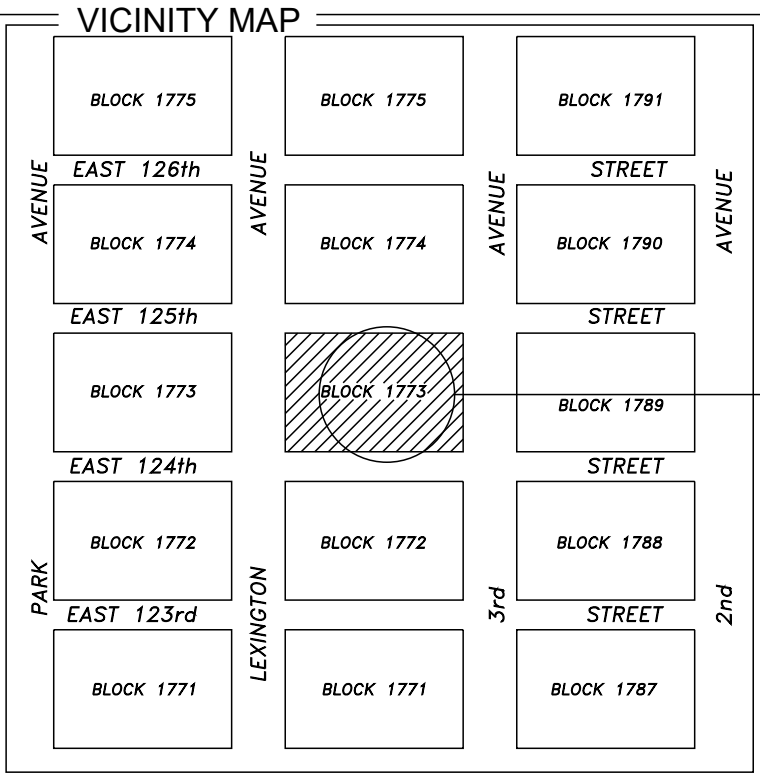 VICINITY MAP
BLOCK 1775 BLOCK 1775 BLOCK 1791
EAST 126th STREET
AVENUE AVENUE AVENUE AVENUE
BLOCK 1774 BLOCK 1774 BLOCK 1790
EAST 125th STREET
BLOCK 1773 BLOCK 1773 BLOCK 1789
EAST 124th STREET
BLOCK 1772 BLOCK 1772 BLOCK 1788
PARK LEXINGTON 3rd 2nd
EAST 123rd STREET
BLOCK 1771 BLOCK 1771 BLOCK 1787